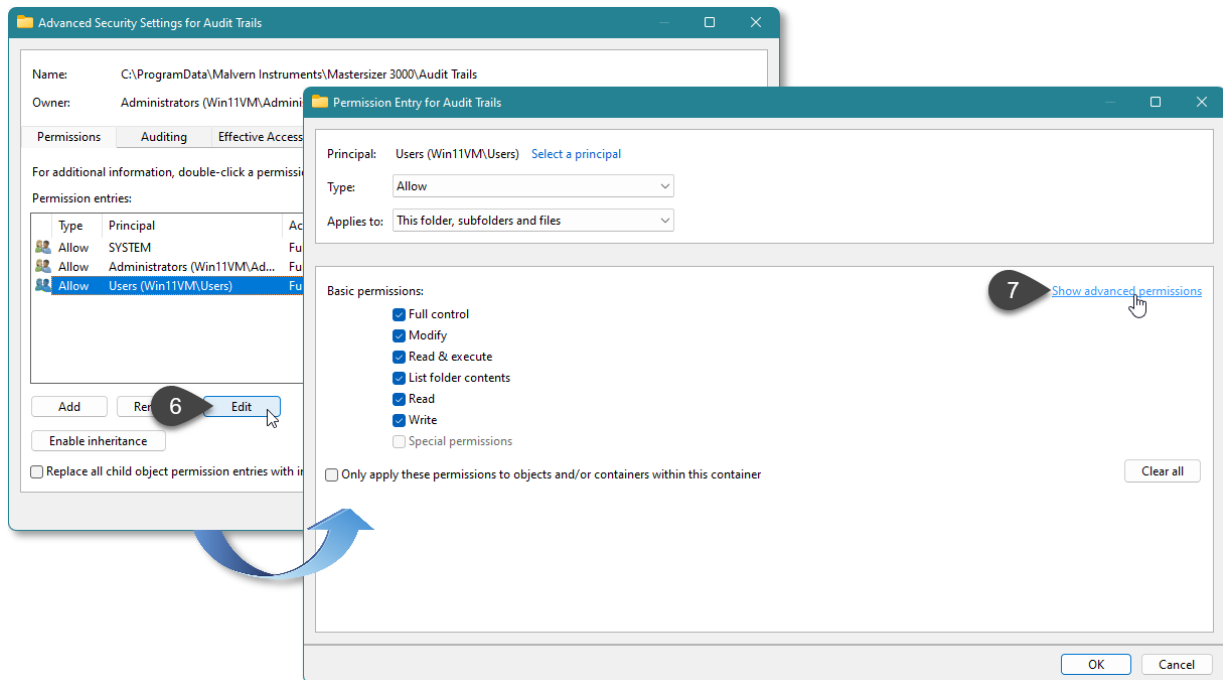 Advanced Security Settings for Audit Trails
Name: C:\ProgramData\Malvern Instruments\Mastersizer 3000\Audit Trails
Owner: Administrators (Win11VM\Admini
Permissions Auditing Effective Access
For additional information, double-click a permissi
Permission entries:
Type Principal Ac
Allow SYSTEM Fu
Allow Administrators (Win11VM\Ad... Fu
Allow Users (Win11VM\Users) Fu
Add Rer 6 Edit
Enable inheritance
Replace all child object permission entries with ir
Permission Entry for Audit Trails
Principal: Users (Win11VM\Users) Select a principal
Type: Allow
Applies to: This folder, subfolders and files
Basic permissions: 7 Show advanced permissions
Full control
Modify
Read & execute
List folder contents
Read
Write
Special permissions
Only apply these permissions to objects and/or containers within this container
Clear all
OK Cancel